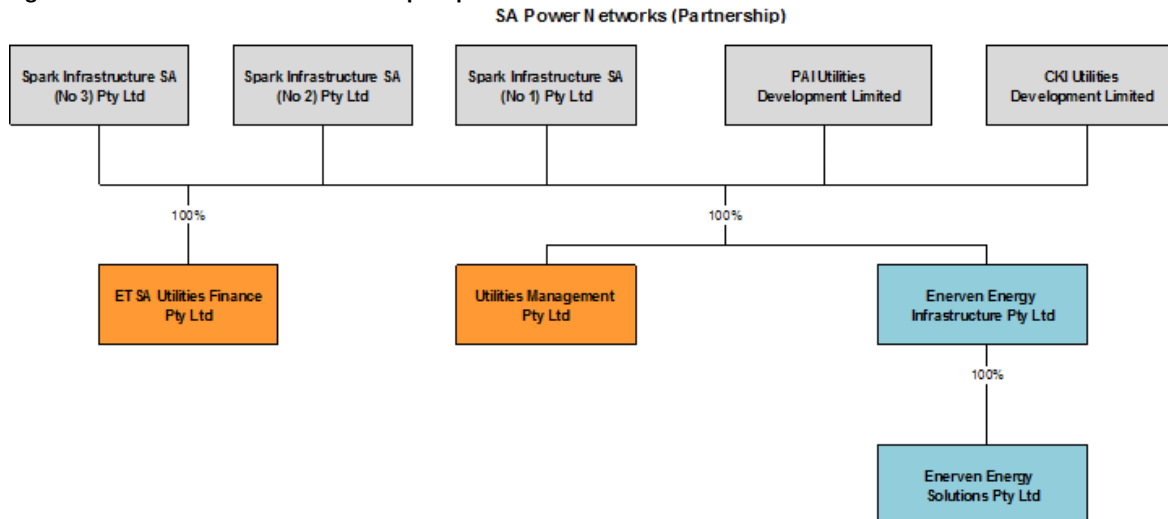 SA Power Networks (Partnership)
Spark Infrastructure SA
(No 3) Pty Ltd
Spark Infrastructure SA
(No 2) Pty Ltd
Spark Infrastructure SA
(No 1) Pty Ltd
PAI Utilities
Development Limited
CKI Utilities
Development Limited
100%
100%
ETSA Utilities Finance
Pty Ltd
Utilities Management
Pty Ltd
Enerven Energy
Infrastructure Pty Ltd
100%
Enerven Energy
Solutions Pty Ltd